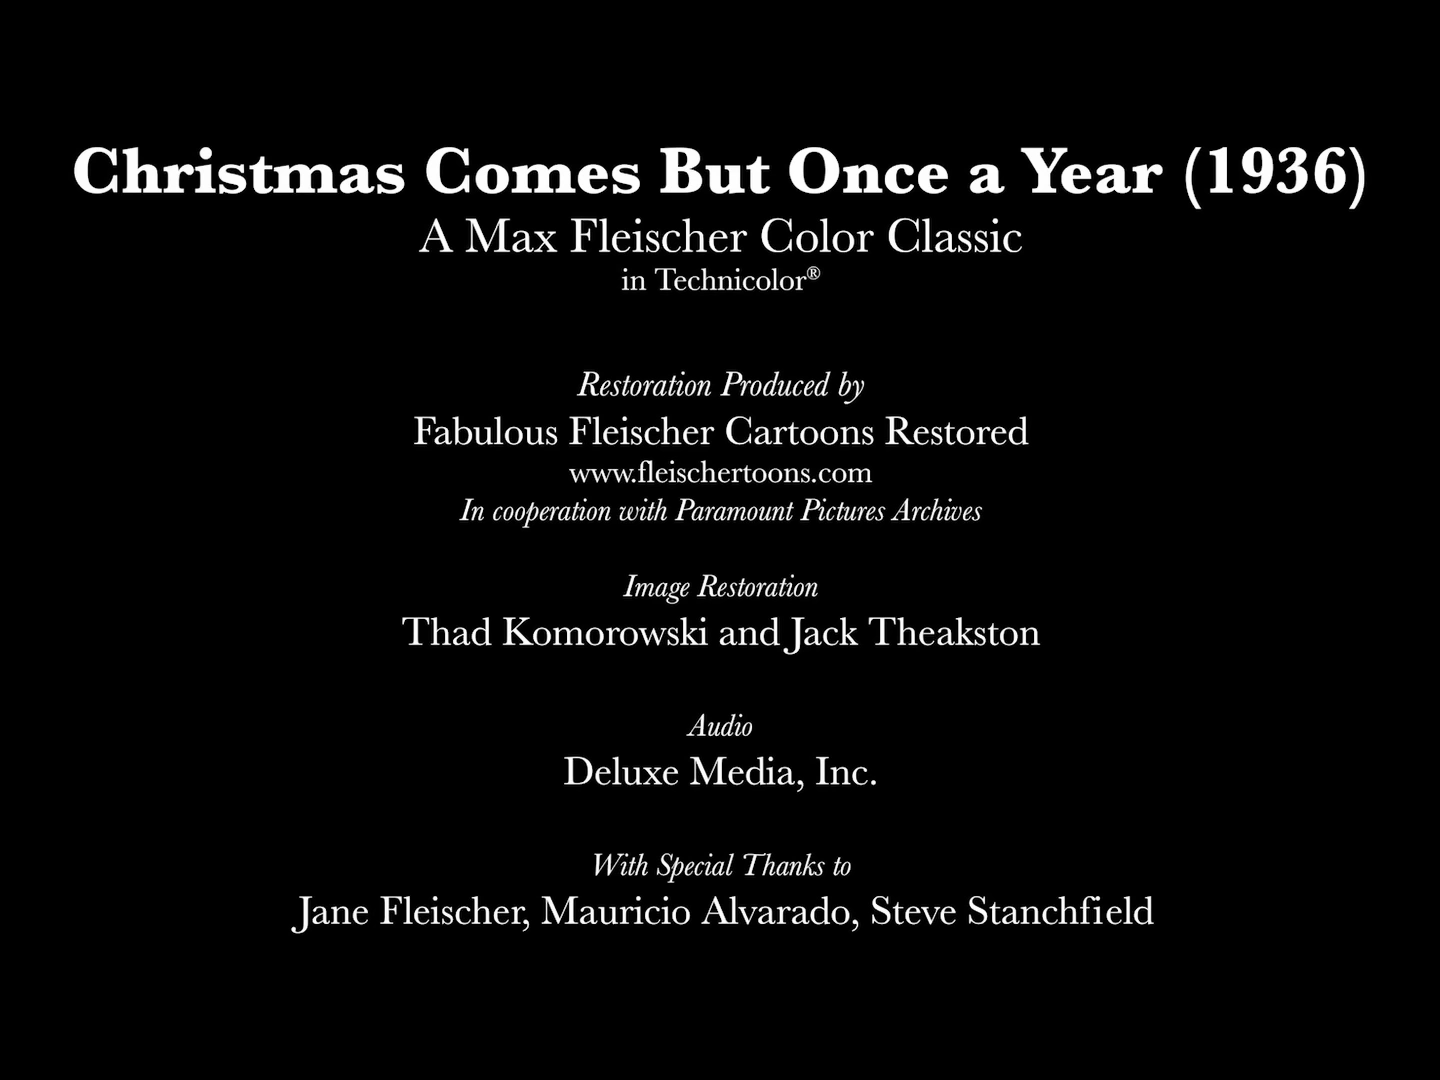 Christmas Comes But Once a Year (1936)
A Max Fleischer Color Classic
in Technicolor®
Restoration Produced by
Fabulous Fleischer Cartoons Restored
www.fleischertoons.com
In cooperation with Paramount Pictures Archives
Image Restoration
Thad Komorowski and Jack Theakston
Audio
Deluxe Media, Inc.
With Special Thanks to
Jane Fleischer, Mauricio Alvarado, Steve Stanchfield